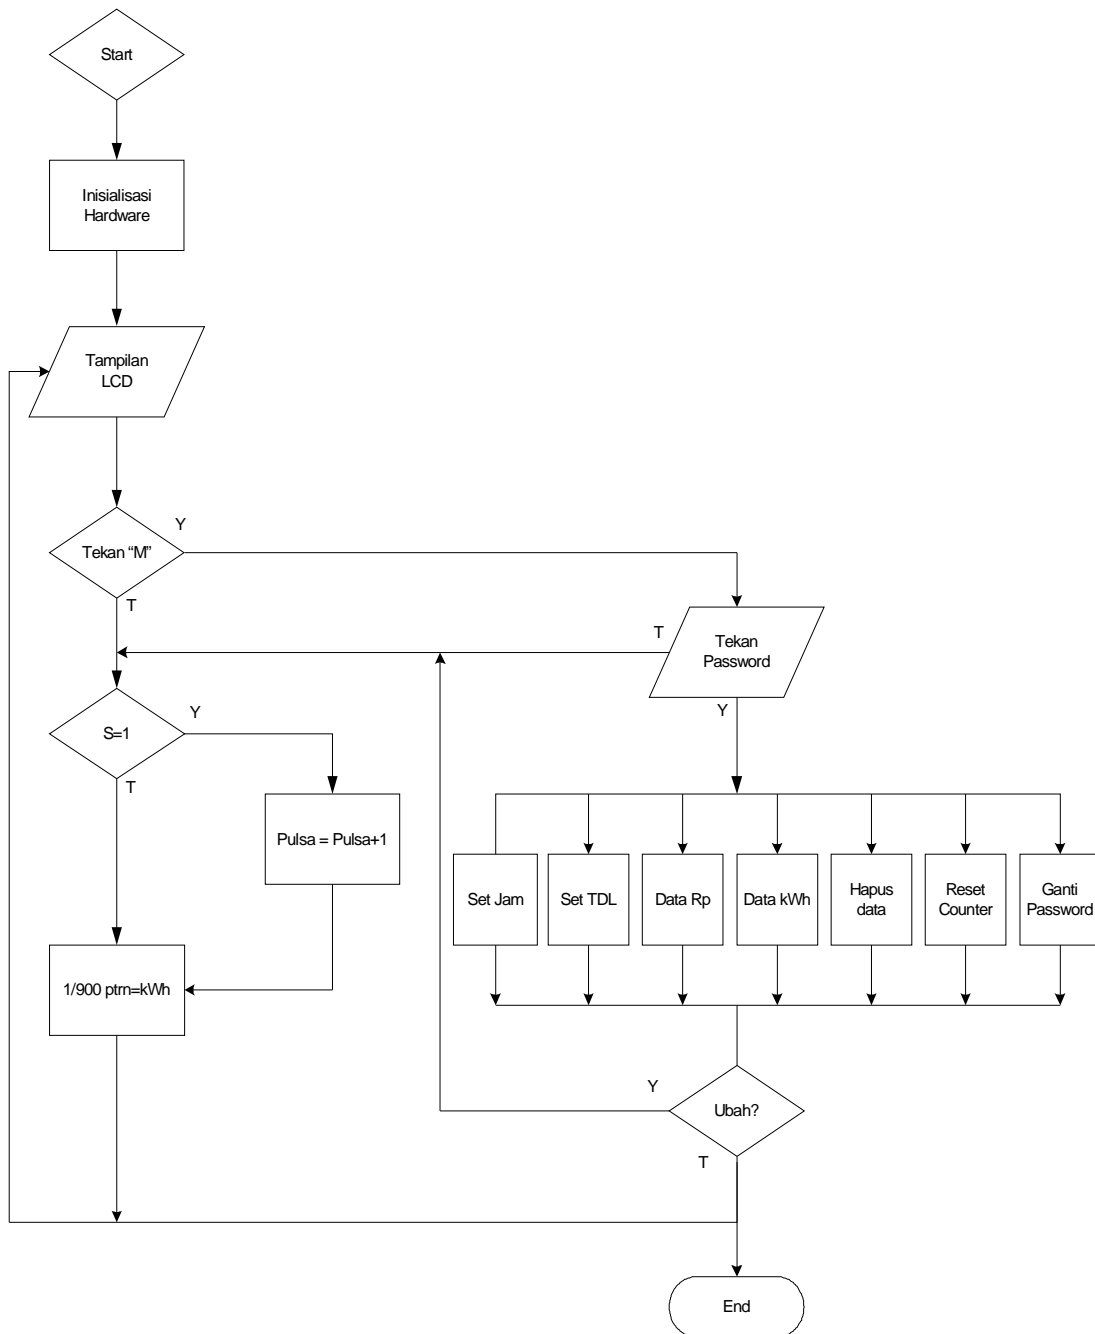 Start
Inisialisasi
Hardware
Tampilan
LCD
Tekan “M”
Y
T
Tekan
Password
T
Y
S=1
Y
T
Pulsa = Pulsa+1
1/900 ptrn=kWh
Set Jam
Set TDL
Data Rp
Data kWh
Hapus
data
Reset
Counter
Ganti
Password
Ubah?
Y
T
End